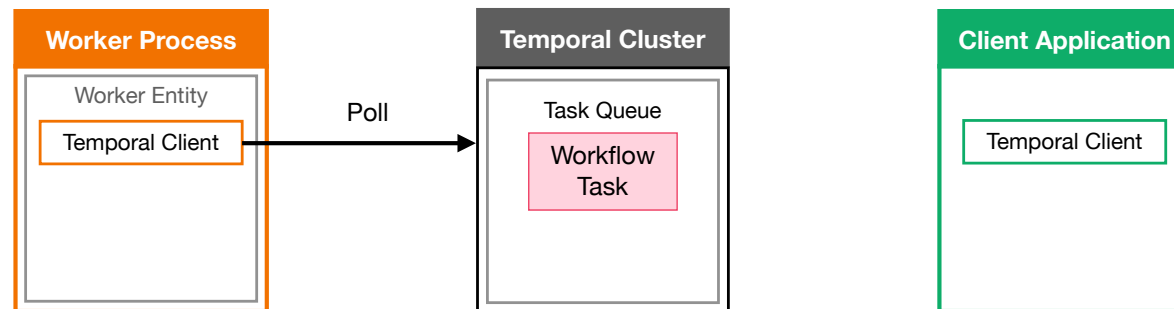 Worker Process
Worker Entity
Temporal Client
Poll
Temporal Cluster
Task Queue
Workflow
Task
Client Application
Temporal Client